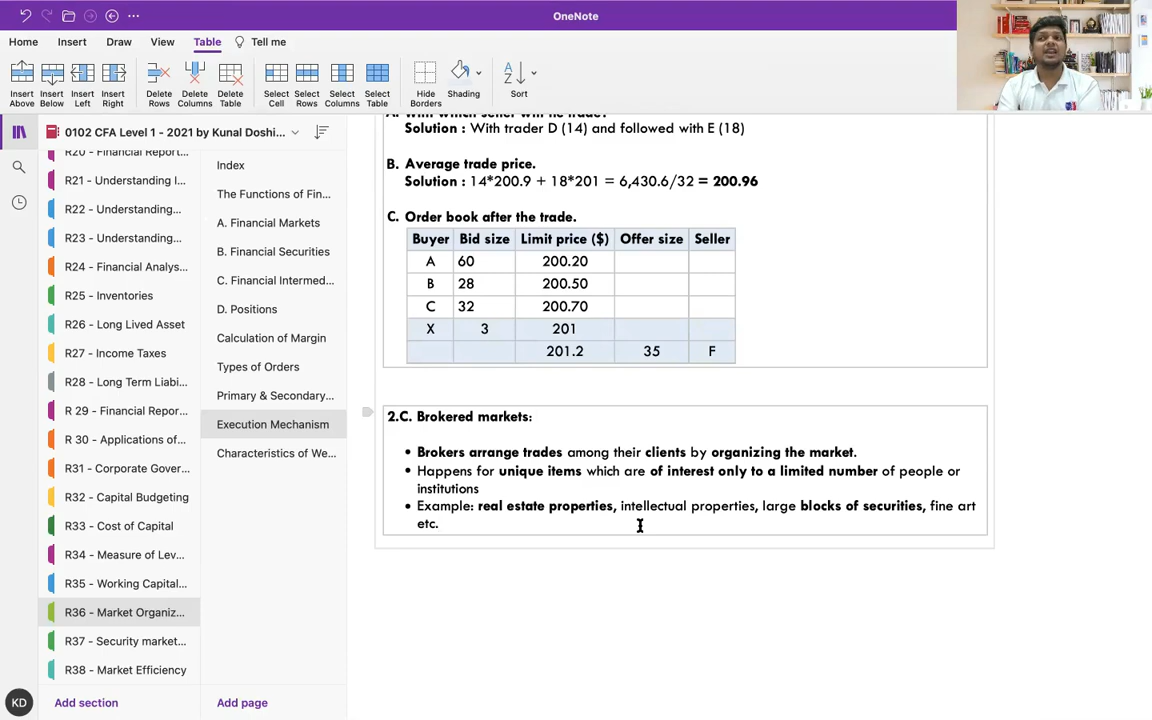 OneNote
Home Insert Draw View Table Tell me
Insert Above
Insert Below
Insert Left
Insert Right
Delete Rows
Delete Columns
Delete Table
Select Cell
Select Rows
Select Columns
Select Table
Hide Borders
Shading
Sort
0102 CFA Level 1 - 2021 by Kunal Doshi...
R20 - Financial Report...
R21 - Understanding I...
R22 - Understanding...
R23 - Understanding...
R24 - Financial Analys...
R25 - Inventories
R26 - Long Lived Asset
R27 - Income Taxes
R28 - Long Term Liabi...
R 29 - Financial Repor...
R 30 - Applications of...
R31 - Corporate Gover...
R32 - Capital Budgeting
R33 - Cost of Capital
R34 - Measure of Lev...
R35 - Working Capital...
R36 - Market Organiz...
R37 - Security market...
R38 - Market Efficiency
Add section
KD
Index
The Functions of Fin...
A. Financial Markets
B. Financial Securities
C. Financial Intermed...
D. Positions
Calculation of Margin
Types of Orders
Primary & Secondary...
Execution Mechanism
Characteristics of We...
Add page
A. With which seller will he trade?
Solution : With trader D (14) and followed with E (18)
B. Average trade price.
Solution : 14*200.9 + 18*201 = 6,430.6/32 = 200.96
C. Order book after the trade.
Buyer Bid size Limit price ($) Offer size Seller
A 60 200.20
B 28 200.50
C 32 200.70
X 3 201
201.2 35 F
2.C. Brokered markets:
• Brokers arrange trades among their clients by organizing the market.
• Happens for unique items which are of interest only to a limited number of people or
institutions
• Example: real estate properties, intellectual properties, large blocks of securities, fine art
etc.